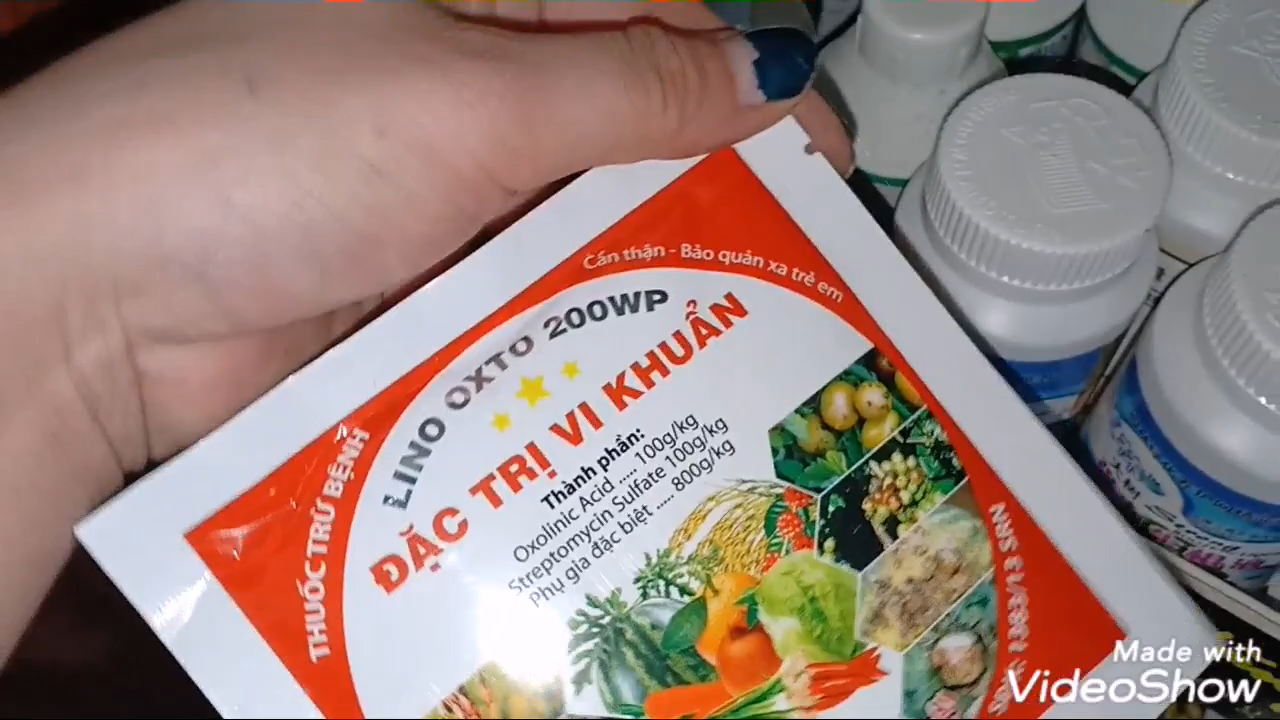 Cẩn thận - Bảo quản xa trẻ em
LINO OXTO 200WP
ĐẶC TRỊ VI KHUẨN
THUỐC TRỪ BỆNH
Thành phần:
Oxolinic Acid ..... 100g/kg
Streptomycin Sulfate 100g/kg
Phụ gia đặc biệt ..... 800g/kg
Made with
VideoShow